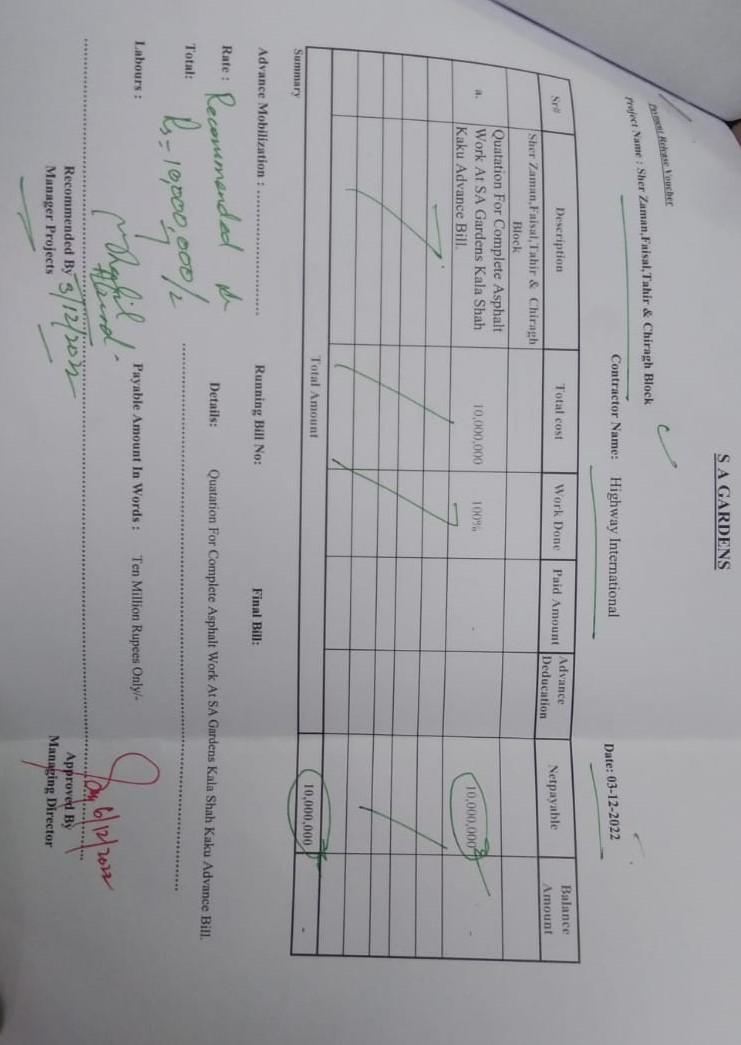 S A GARDENS
Payment Release Voucher
Project Name : Sher Zaman,Faisal,Tahir & Chiragh Block
Contractor Name: Highway International
Date: 03-12-2022
Sr# Description Total cost Work Done Paid Amount Advance Deducation Netpayable Balance Amount
Sher Zaman,Faisal,Tahir & Chiragh Block
a. Quatation For Complete Asphalt Work At SA Gardens Kala Shah Kaku Advance Bill. 10,000,000 100% - 10,000,000 -
Total Amount 10,000,000 -
Summary
Advance Mobilization : Running Bill No: Final Bill:
Rate : Recommended Details: Quatation For Complete Asphalt Work At SA Gardens Kala Shah Kaku Advance Bill.
Total: Rs=10,000,000/=
Labours : Payable Amount In Words : Ten Million Rupees Only/-
3/12/2022
6/12/2022
Recommended By
Manager Projects
Approved By
Managing Director